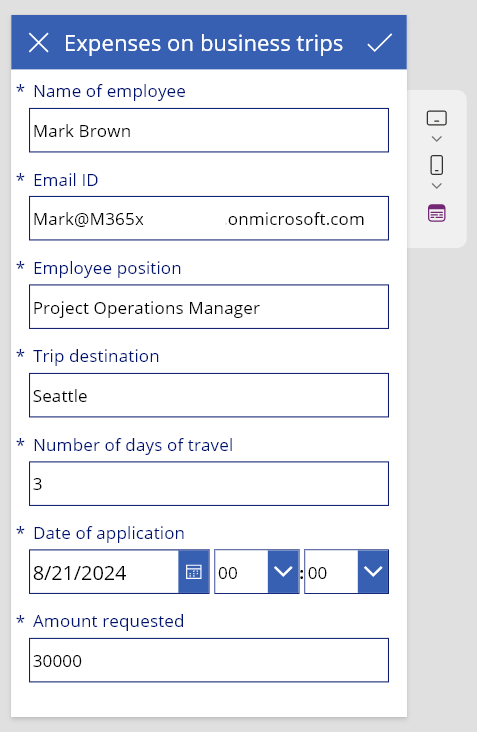 Expenses on business trips
* Name of employee
Mark Brown
* Email ID
Mark@M365x onmicrosoft.com
* Employee position
Project Operations Manager
* Trip destination
Seattle
* Number of days of travel
3
* Date of application
8/21/2024 00 : 00
* Amount requested
30000